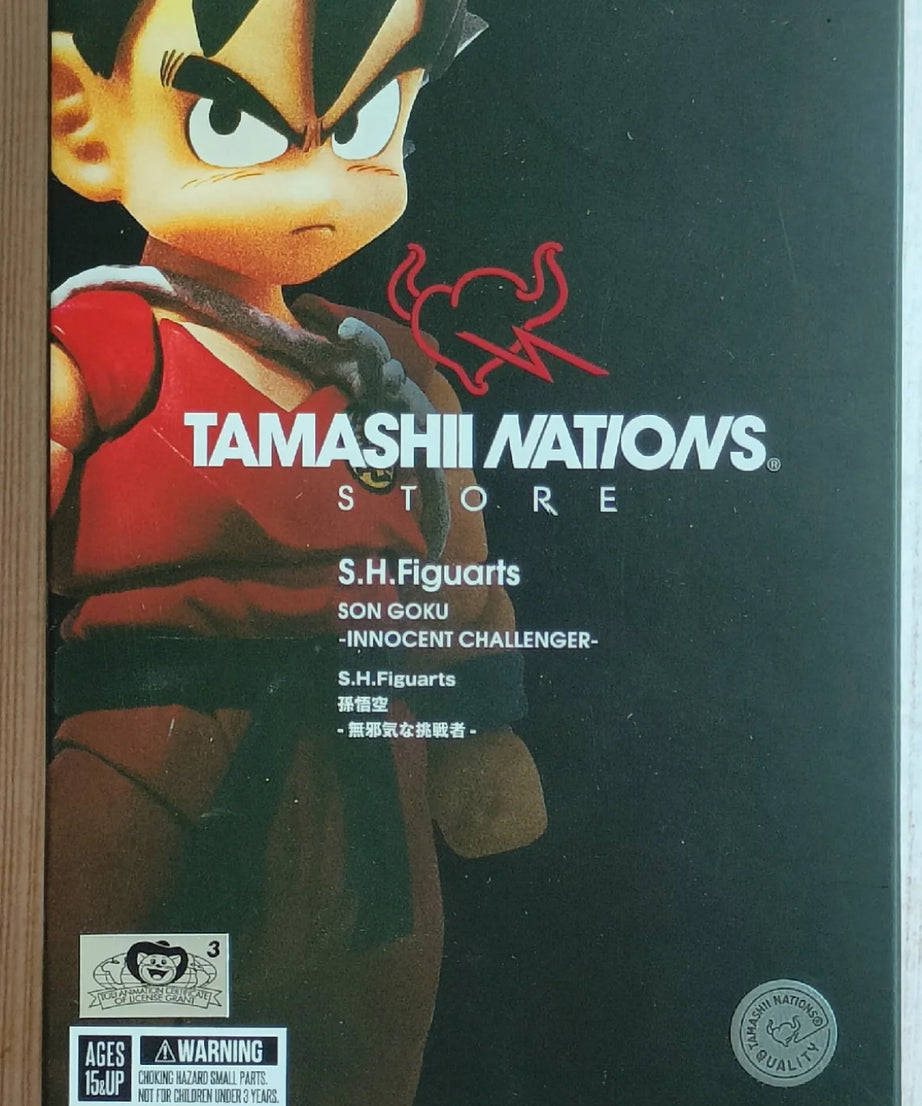 TAMASHII NATIONS®
STORE
S.H.Figuarts
SON GOKU
-INNOCENT CHALLENGER-
S.H.Figuarts
孫悟空
- 無邪気な挑戦者 -
3
TOEI ANIMATION CERTIFICATE
OF LICENSE GRANT
AGES
15&UP
⚠WARNING
CHOKING HAZARD SMALL PARTS.
NOT FOR CHILDREN UNDER 3 YEARS.
TAMASHII NATIONS®
QUALITY